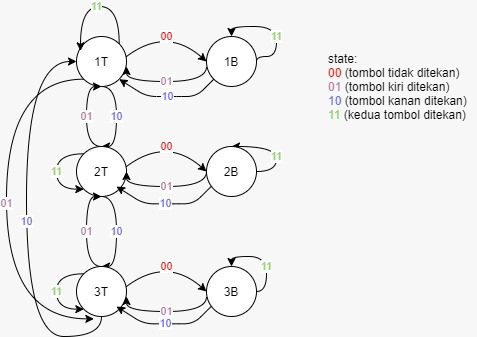 11
00
11
1T
1B
01
10
state:
00 (tombol tidak ditekan)
01 (tombol kiri ditekan)
10 (tombol kanan ditekan)
11 (kedua tombol ditekan)
01
10
00
11
11
2T
2B
01
10
01
10
01
10
00
11
11
3T
3B
01
10